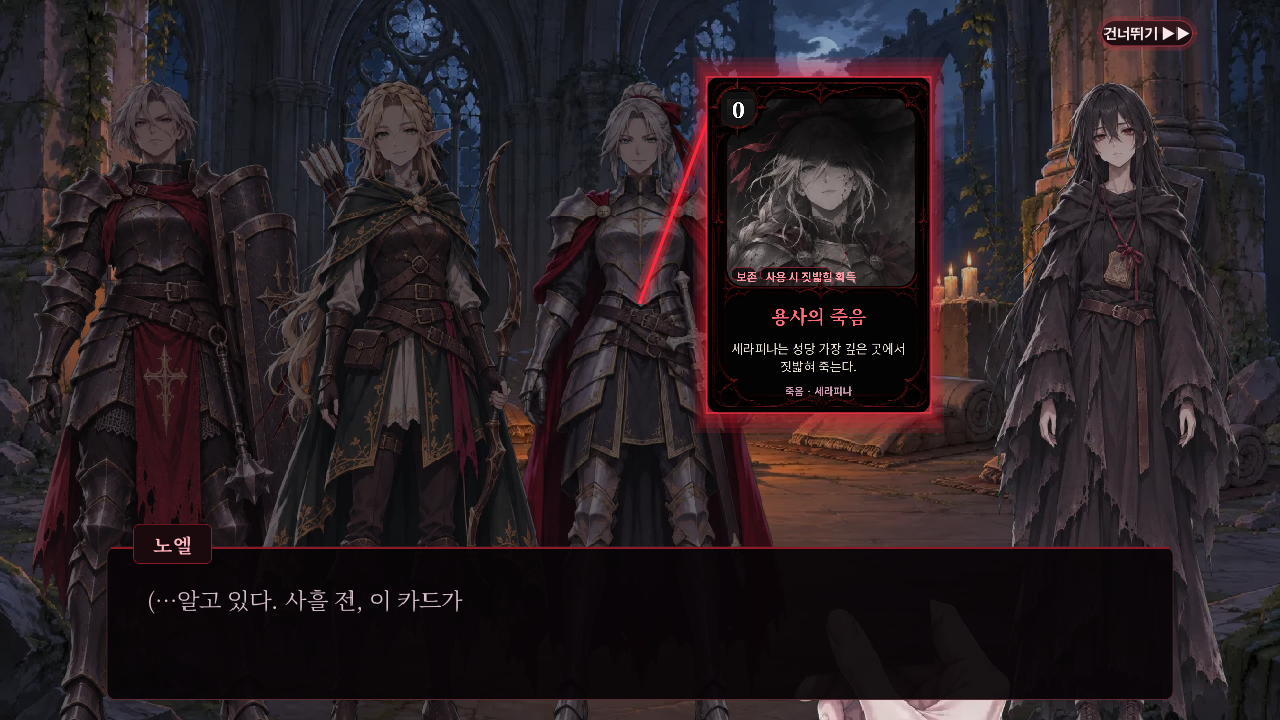 건너뛰기 ▶▶
0
보존 · 사용 시 짓밟힘 획득
용사의 죽음
세라피나는 성당 가장 깊은 곳에서
짓밟혀 죽는다.
죽음 · 세라피나
노엘
(…알고 있다. 사흘 전, 이 카드가